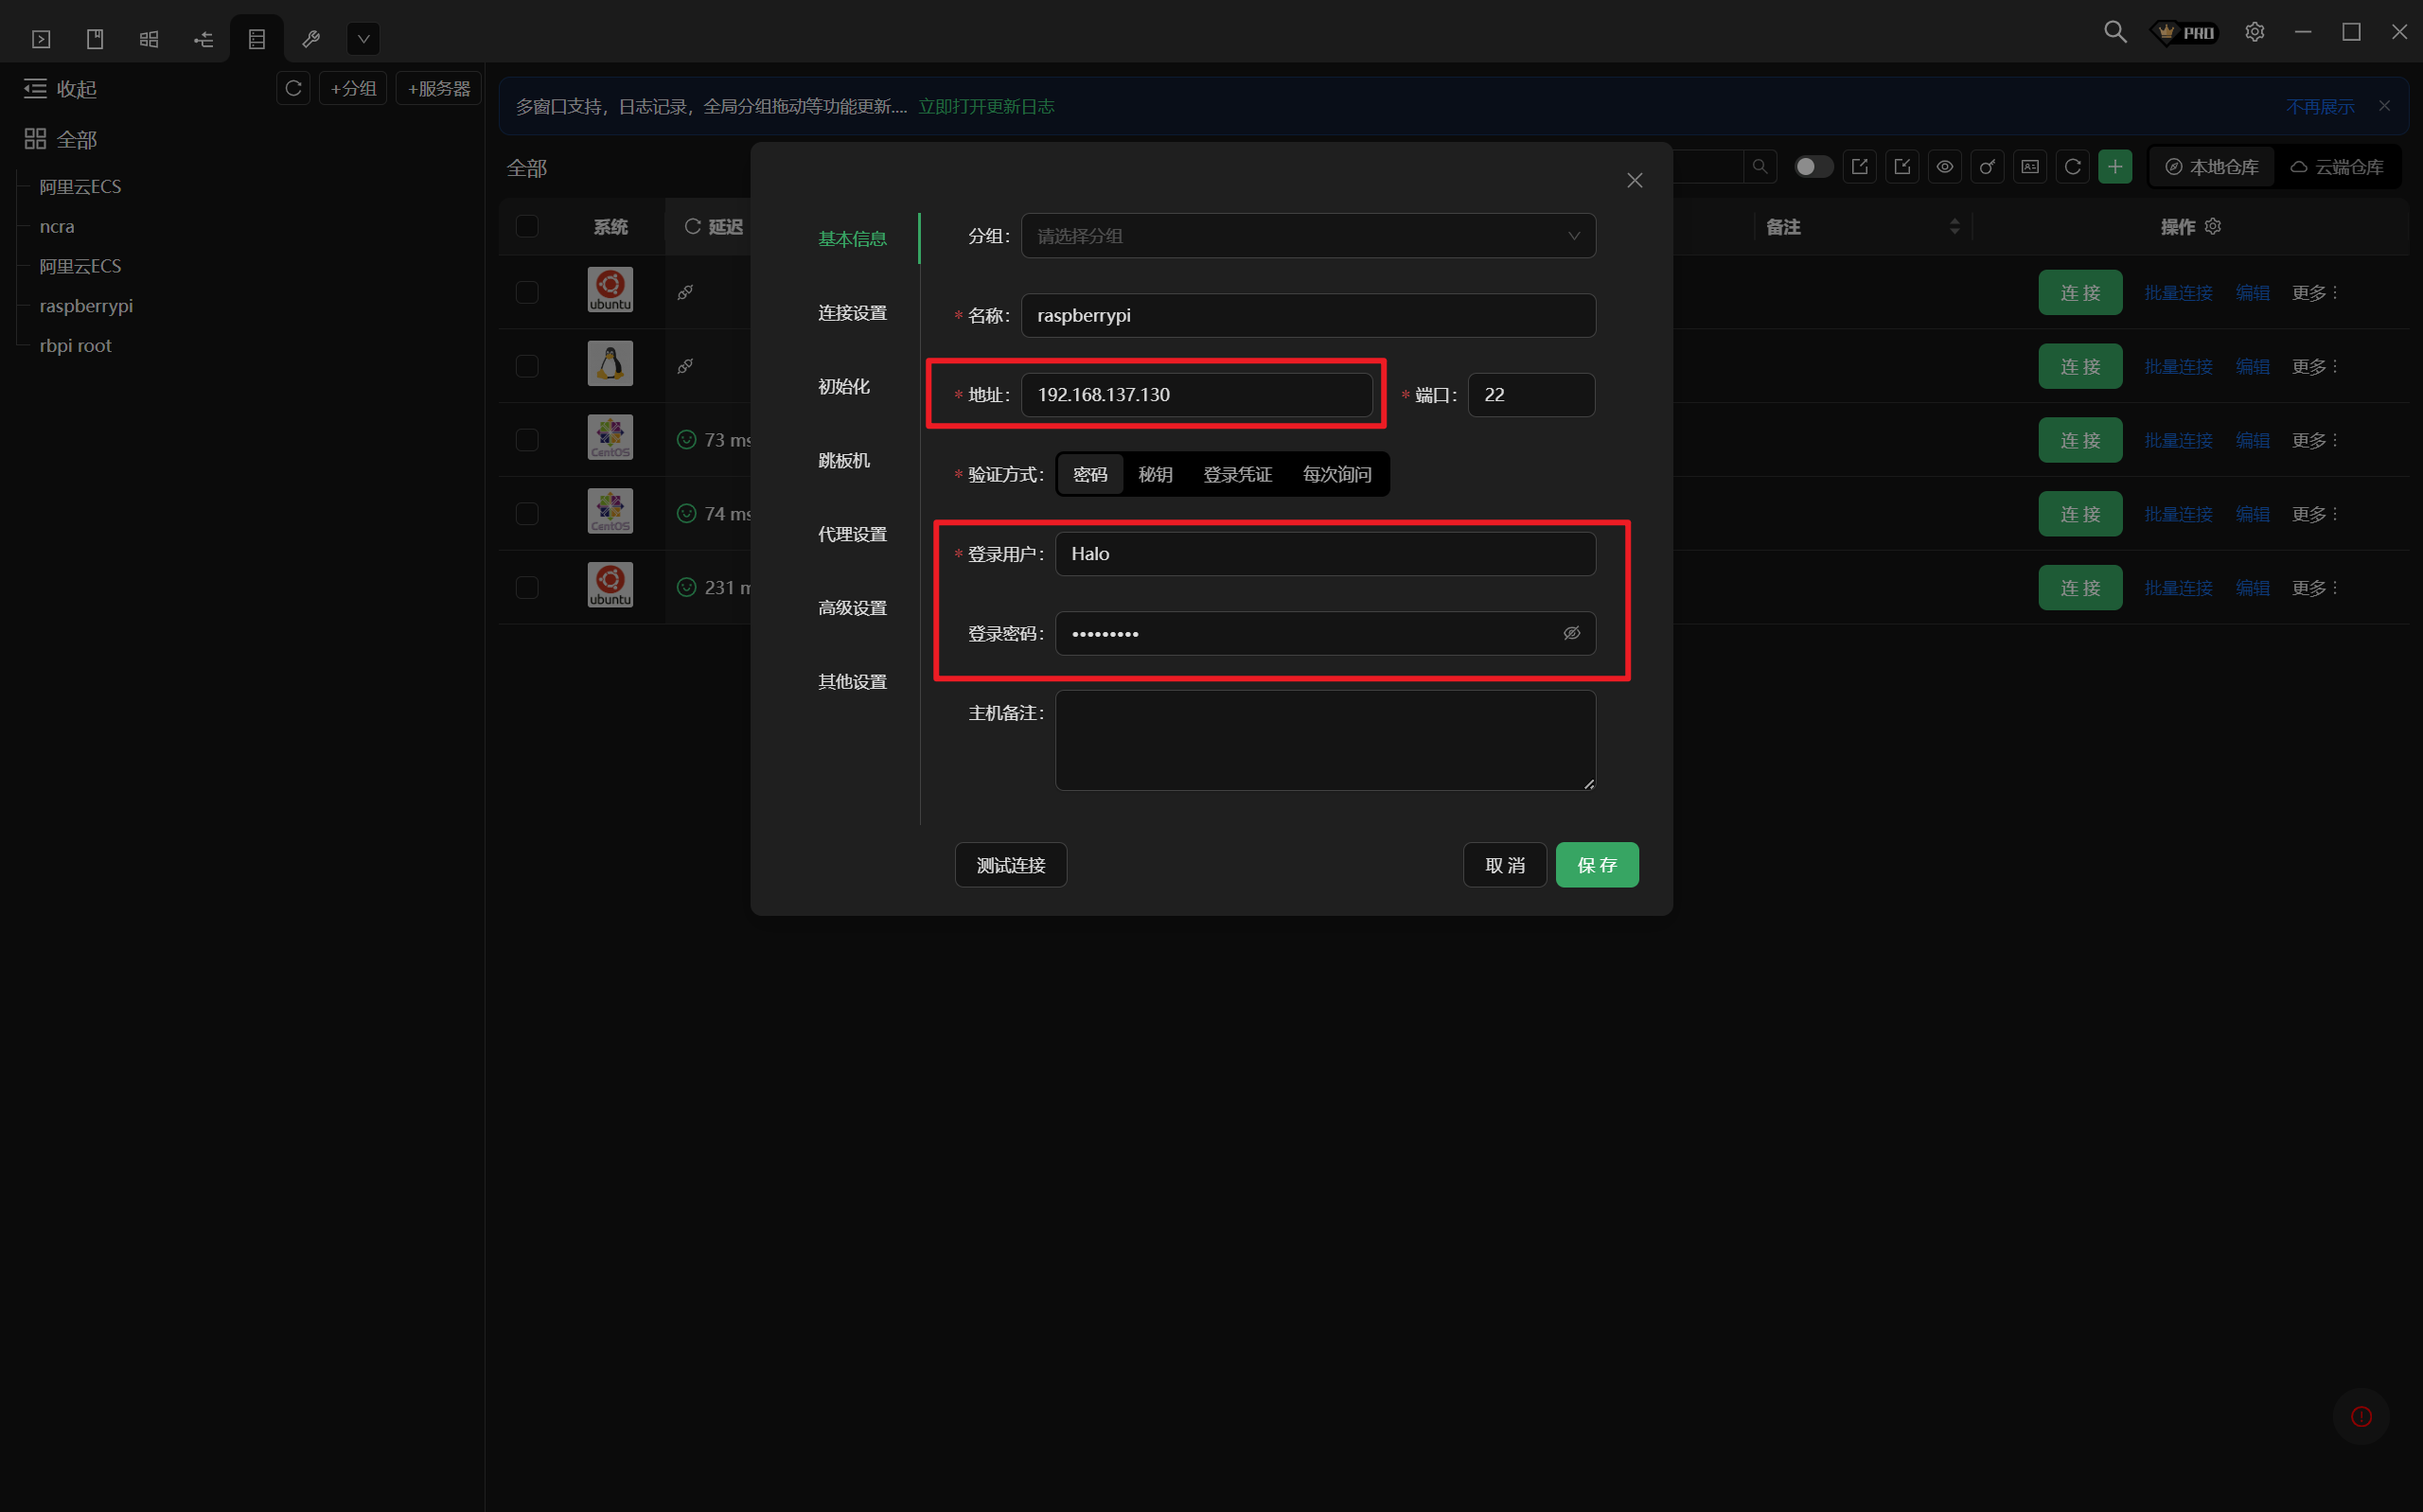 PRO
收起
+分组
+服务器
全部
阿里云ECS
ncra
阿里云ECS
raspberrypi
rbpi root
多窗口支持，日志记录，全局分组拖动等功能更新.... 立即打开更新日志
不再展示
全部
本地仓库
云端仓库
系统
延迟
备注
操作
ubuntu
连接 批量连接 编辑 更多
连接 批量连接 编辑 更多
CentOS
73 ms
连接 批量连接 编辑 更多
CentOS
74 ms
连接 批量连接 编辑 更多
ubuntu
231 m
连接 批量连接 编辑 更多
基本信息
连接设置
初始化
跳板机
代理设置
高级设置
其他设置
分组： 请选择分组
* 名称： raspberrypi
* 地址： 192.168.137.130
* 端口： 22
* 验证方式： 密码 秘钥 登录凭证 每次询问
* 登录用户： Halo
登录密码： •••••••••
主机备注：
测试连接
取消
保存